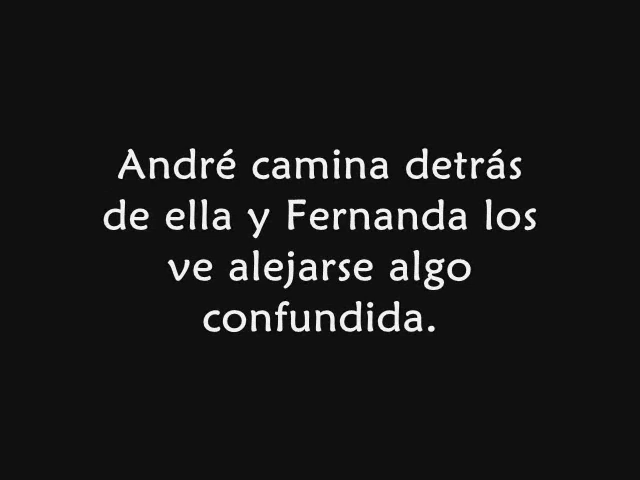 André camina detrás
de ella y Fernanda los
ve alejarse algo
confundida.